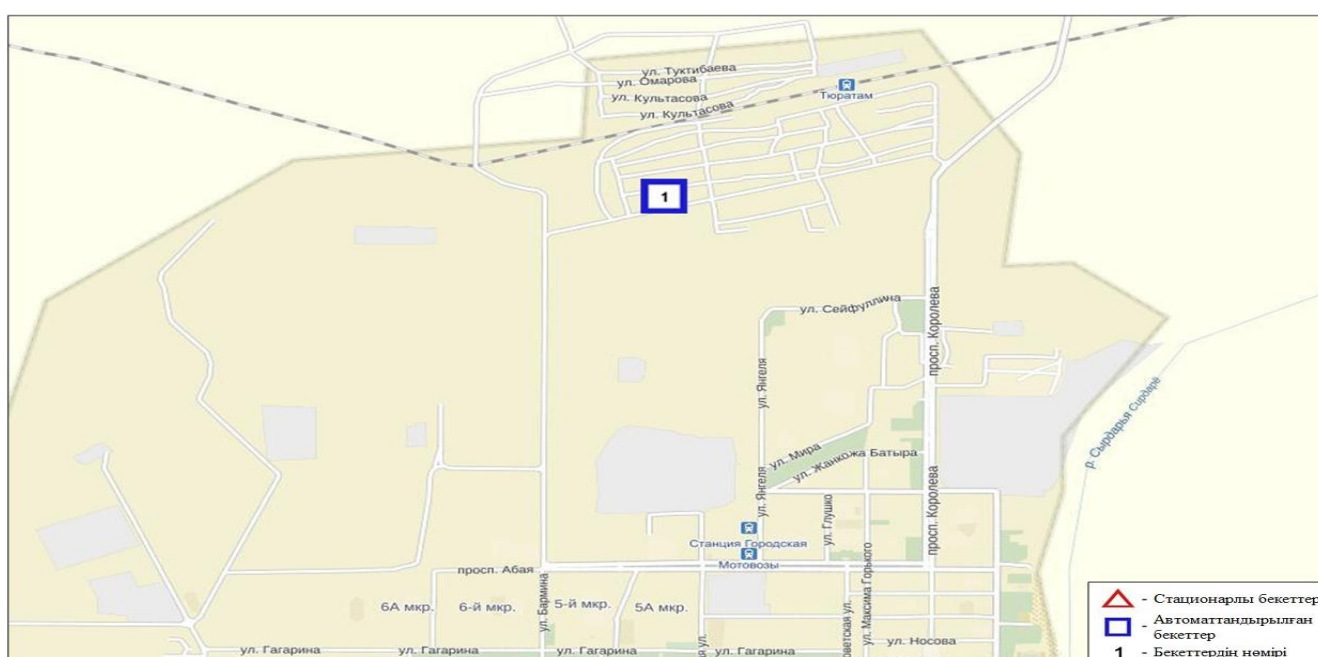 ул. Туктибаева
ул. Омарова
ул. Культасова
ул. Культасова
Тюратам
1
ул. Сейфуллина
просп. Королева
ул. Янгеля
р. Сырдарья Сирдарё
ул. Мира
ул. Жанкожа Батыра
ул. Янгеля
ул. Глушко
просп. Королева
Станция Городская
Мотовозы
просп. Абая
ул. Бармина
ул. Максима Горького
6А мкр.
6-й мкр.
5-й мкр.
5А мкр.
ул. Носова
ул. Гагарина
ул. Гагарина
ул. Гагарина
ул. Гагарина
- Стационарлы бекеттер
- Автоматтандырылған
бекеттер
1 - Бекеттердің нөмірі